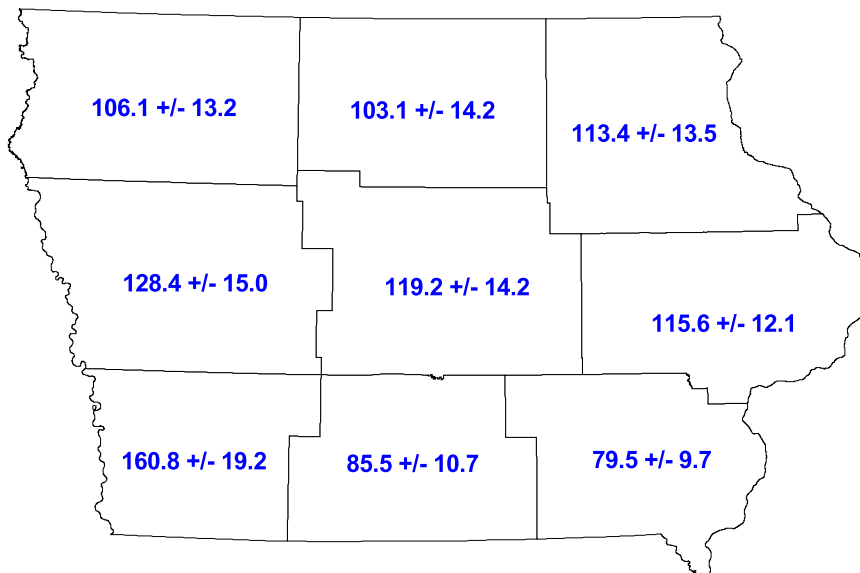 106.1 +/- 13.2
103.1 +/- 14.2
113.4 +/- 13.5
128.4 +/- 15.0
119.2 +/- 14.2
115.6 +/- 12.1
160.8 +/- 19.2
85.5 +/- 10.7
79.5 +/- 9.7